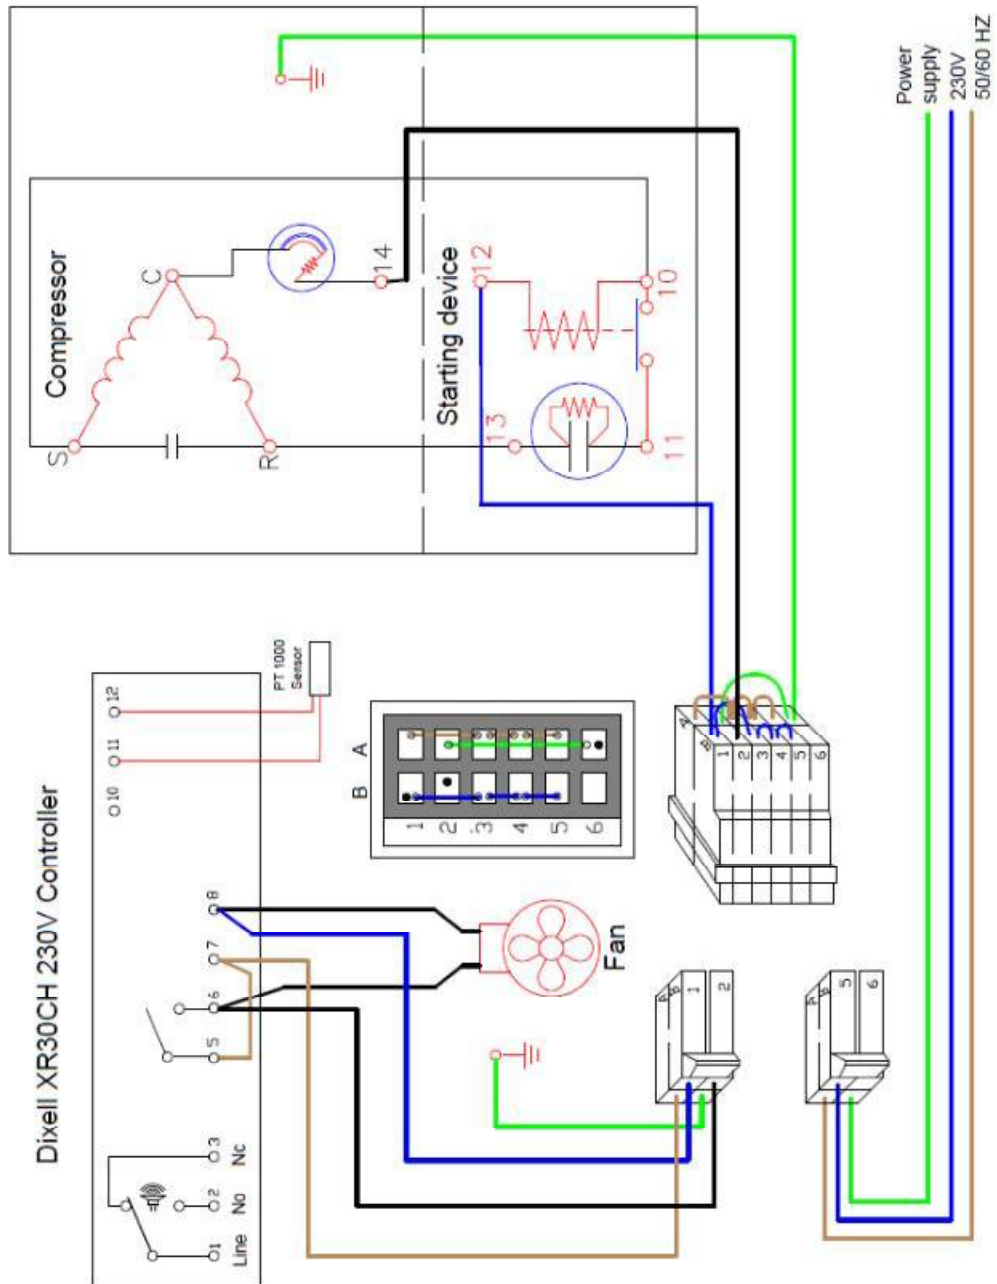 Power
supply
230V
50/60 HZ
Compressor
C
S
R
14
Starting device
12
13
10
11
Dixell XR30CH 230V Controller
12
11
10
PT 1000
Sensor
8
7
6
5
3
Nc
2
No
1
Line
Fan
A
B
1
2
3
4
5
6
A
B
1
2
3
4
5
6
A
B
1
2
A
B
5
6